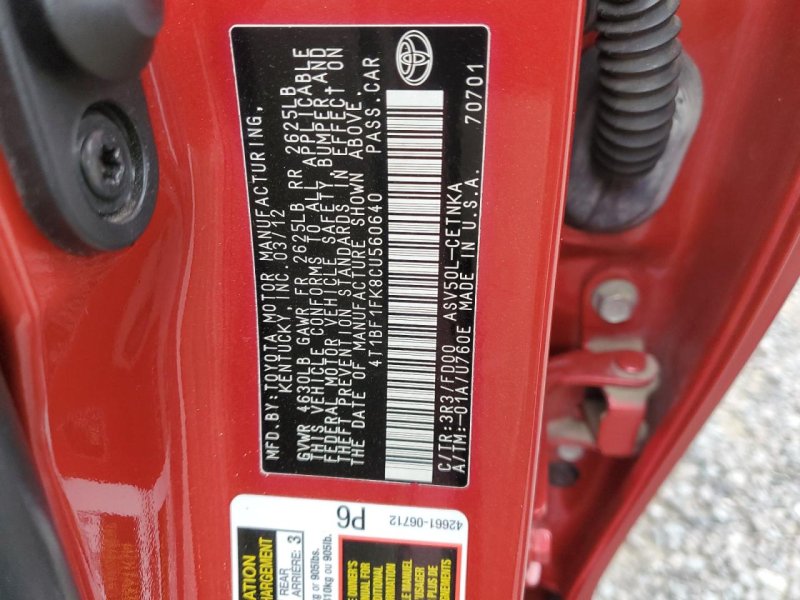 MFD.BY:TOYOTA MOTOR MANUFACTURING,
KENTUCKY, INC. 03/12
GVWR 4630LB GAWR FR 2625LB RR 2625LB
THIS VEHICLE CONFORMS TO ALL APPLICABLE
FEDERAL MOTOR VEHICLE SAFETY, BUMPER AND
THEFT PREVENTION STANDARDS IN EFFECT ON
THE DATE OF MANUFACTURE SHOWN ABOVE.
4T1BF1FK8CU560640 PASS.CAR
C/TR:3R3/FD00 ASV50L-CETNKA
A/TM:-01A/U760E MADE IN U.S.A.
70701
P6
42661-06712
REAR
ARRIÈRE: 3